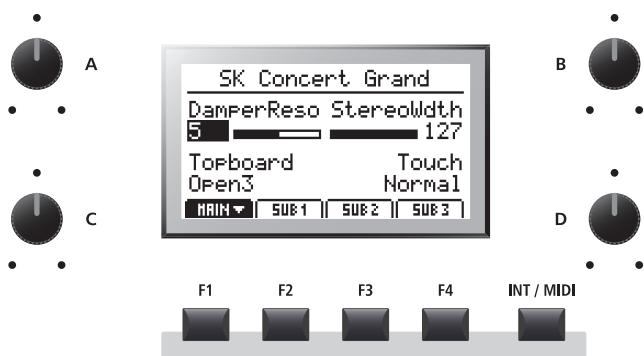 A
B
SK Concert Grand
DamperReso StereoWdth
5 127
Topboard Touch
Open3 Normal
C
D
MAIN SUB1 SUB2 SUB3
F1 F2 F3 F4 INT / MIDI